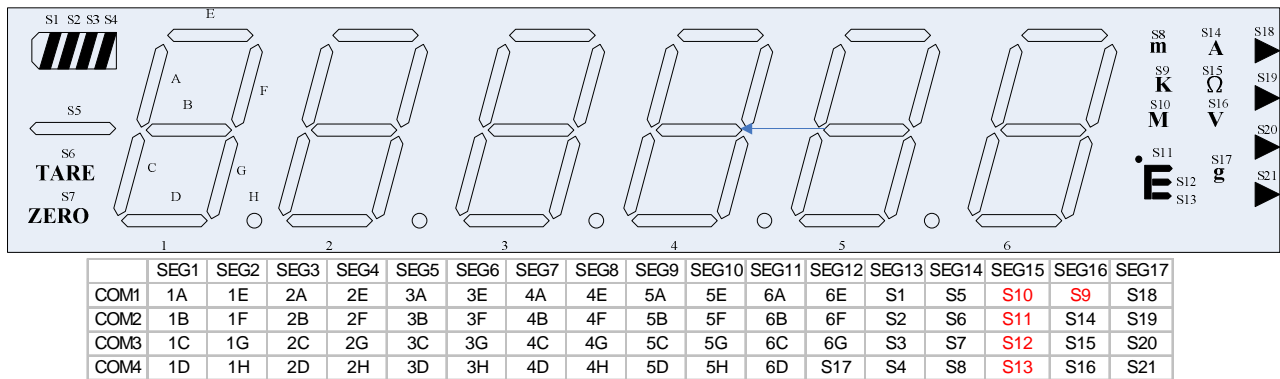 S1 S2 S3 S4
E
S8
m
S14
A
S18
A
B
F
S9
K
S15
Ω
S19
S5
S10
M
S16
V
S20
S6
TARE
C
G
S11
E
S12
S13
S17
g
S21
S7
ZERO
D
H
1 2 3 4 5 6
SEG1 SEG2 SEG3 SEG4 SEG5 SEG6 SEG7 SEG8 SEG9 SEG10 SEG11 SEG12 SEG13 SEG14 SEG15 SEG16 SEG17
COM1 1A 1E 2A 2E 3A 3E 4A 4E 5A 5E 6A 6E S1 S5 S10 S9 S18
COM2 1B 1F 2B 2F 3B 3F 4B 4F 5B 5F 6B 6F S2 S6 S11 S14 S19
COM3 1C 1G 2C 2G 3C 3G 4C 4G 5C 5G 6C 6G S3 S7 S12 S15 S20
COM4 1D 1H 2D 2H 3D 3H 4D 4H 5D 5H 6D S17 S4 S8 S13 S16 S21